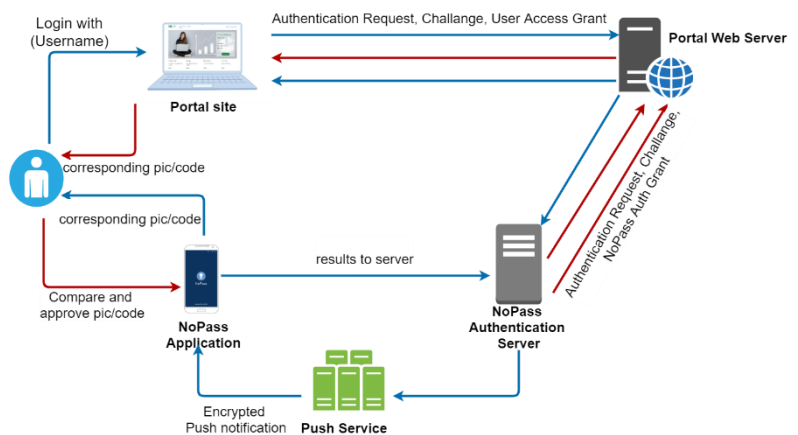 Login with
(Username)
Authentication Request, Challange, User Access Grant
Portal Web Server
Portal site
corresponding pic/code
corresponding pic/code
Authentication Request, Challange,
NoPass Auth Grant
results to server
Compare and
approve pic/code
NoPass
NoPass
Application
NoPass
Authentication
Server
Encrypted
Push notification
Push Service